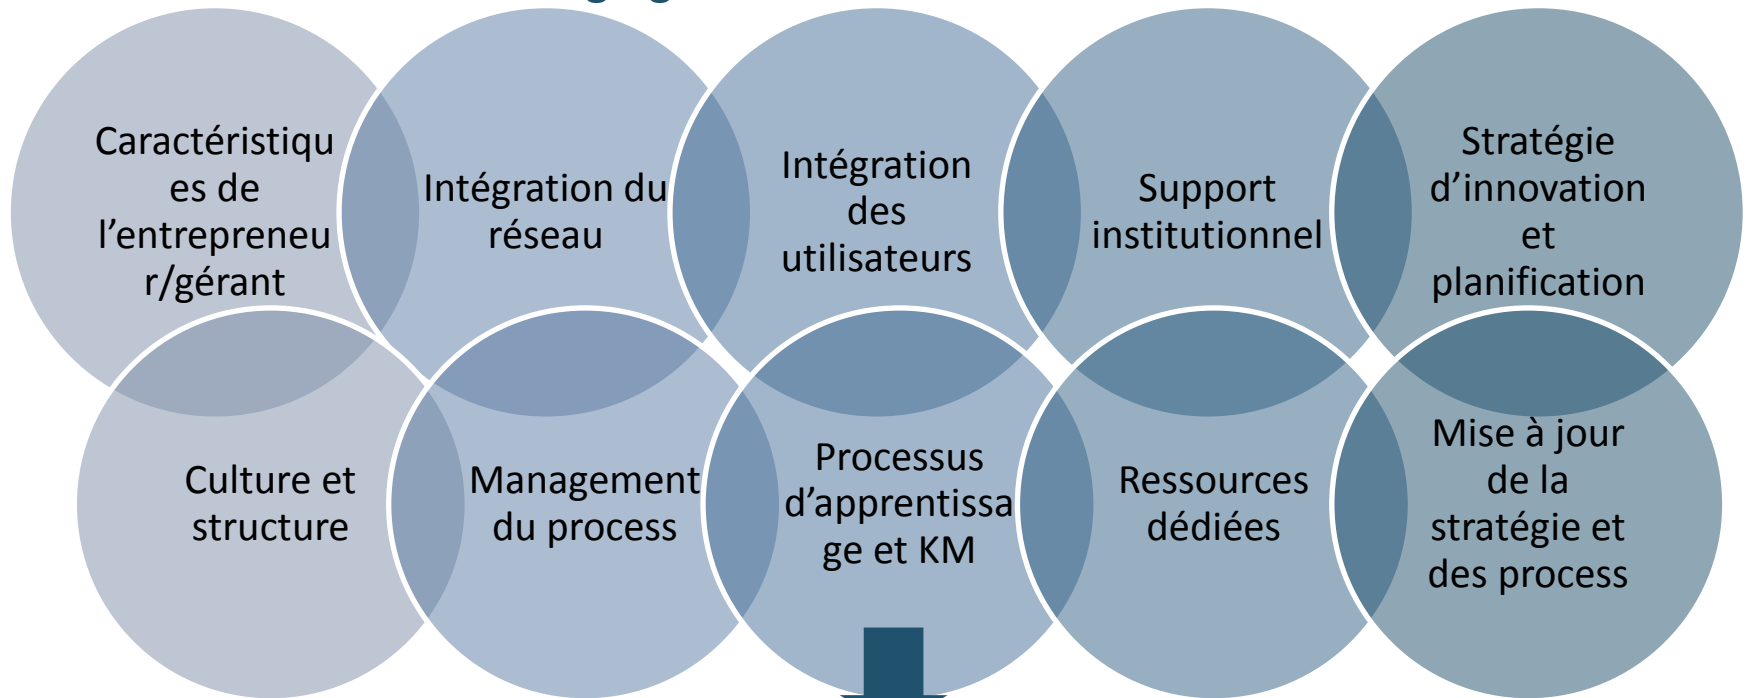 Caractéristiqu
es de
l’entrepreneu
r/gérant
Intégration du
réseau
Intégration
des
utilisateurs
Support
institutionnel
Stratégie
d’innovation
et
planification
Culture et
structure
Management
du process
Processus
d’apprentissa
ge et KM
Ressources
dédiées
Mise à jour
de la
stratégie et
des process